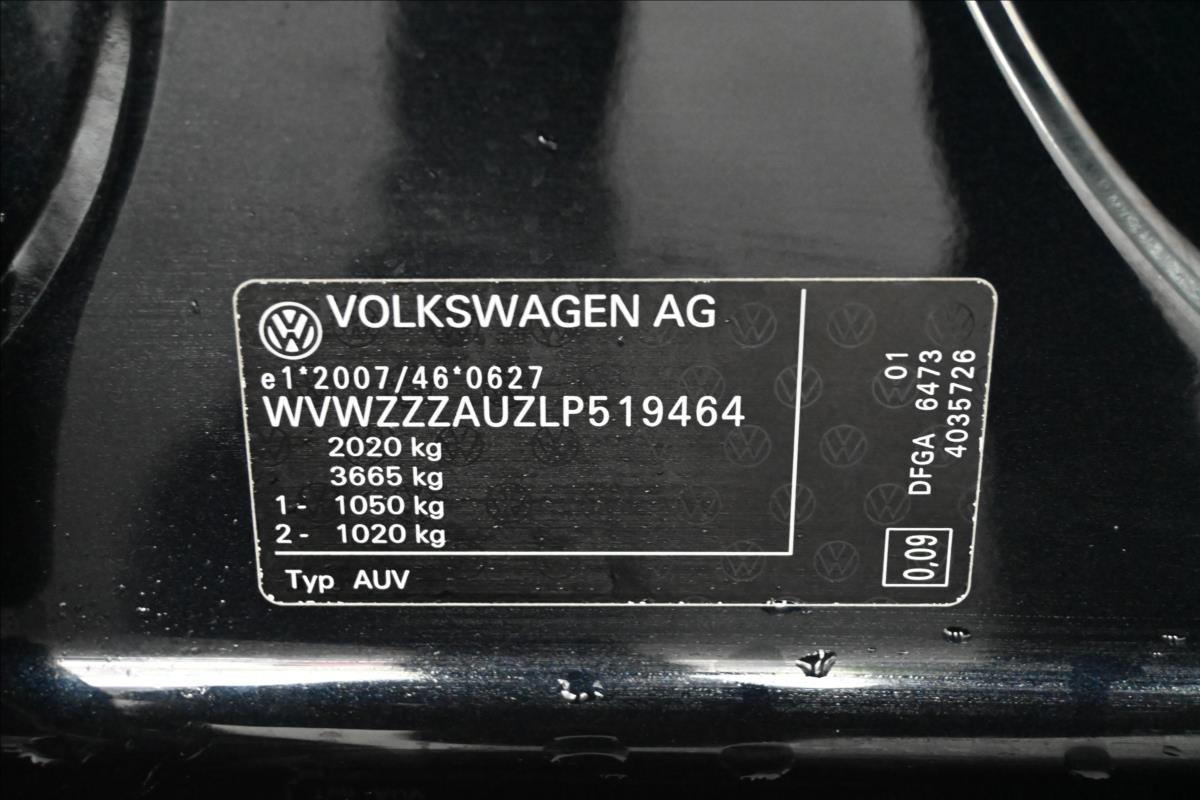 VOLKSWAGEN AG
e1*2007/46*0627
WVWZZZAUZLP519464
2020 kg
3665 kg
1- 1050 kg
2- 1020 kg
Typ AUV
01
DFGA 6473
4035726
0,09